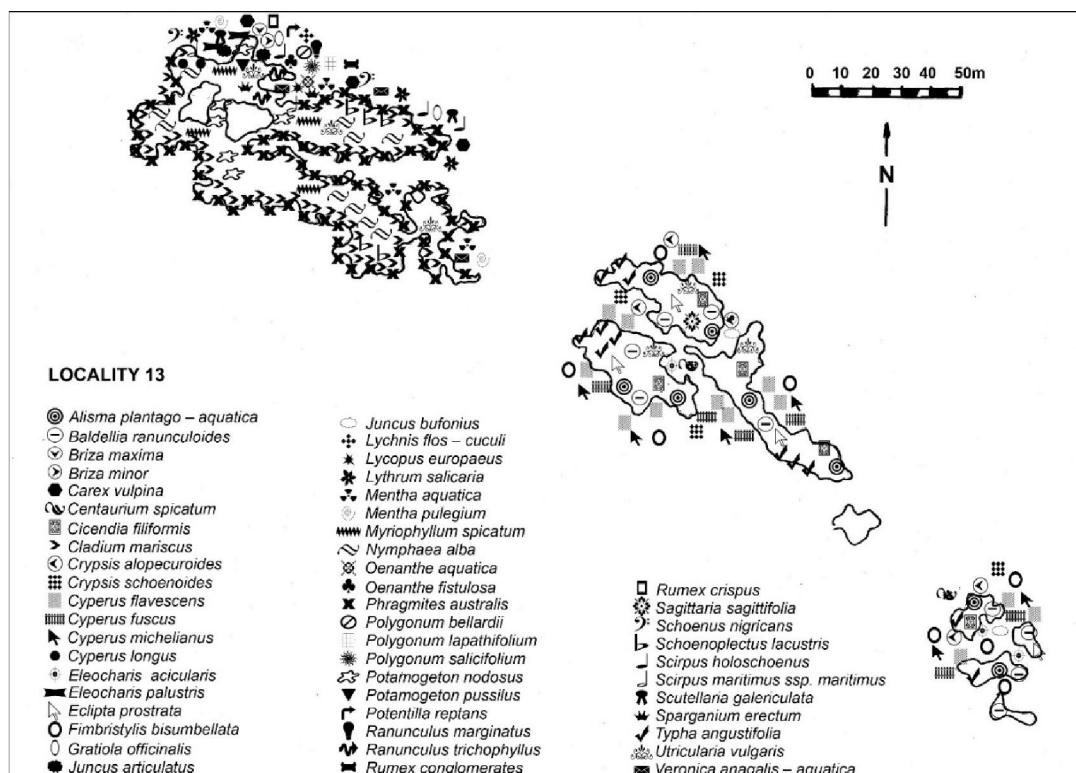 0 10 20 30 40 50m
N
LOCALITY 13
Alisma plantago – aquatica
Baldellia ranunculoides
Briza maxima
Briza minor
Carex vulpina
Centaurium spicatum
Cicendia filiformis
Cladium mariscus
Crypsis alopecuroides
Crypsis schoenoides
Cyperus flavescens
Cyperus fuscus
Cyperus michelianus
Cyperus longus
Eleocharis acicularis
Eleocharis palustris
Eclipta prostrata
Fimbristylis bisumbellata
Gratiola officinalis
Juncus articulatus
Juncus bufonius
Lychnis flos – cuculi
Lycopus europaeus
Lythrum salicaria
Mentha aquatica
Mentha pulegium
Myriophyllum spicatum
Nymphaea alba
Oenanthe aquatica
Oenanthe fistulosa
Phragmites australis
Polygonum bellardii
Polygonum lapathifolium
Polygonum salicifolium
Potamogeton nodosus
Potamogeton pussilus
Potentilla reptans
Ranunculus marginatus
Ranunculus trichophyllus
Rumex conglomerates
Rumex crispus
Sagittaria sagittifolia
Schoenus nigricans
Schoenoplectus lacustris
Scirpus holoschoenus
Scirpus maritimus ssp. maritimus
Scutellaria galericulata
Sparganium erectum
Typha angustifolia
Utricularia vulgaris
Veronica anagalis – aquatica